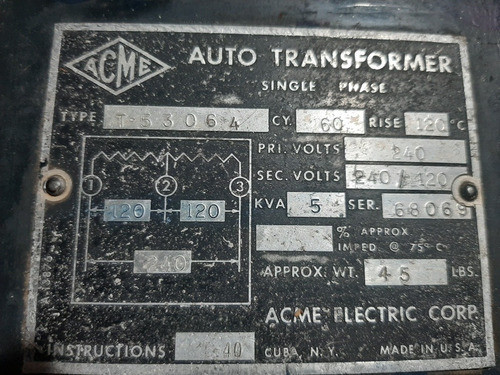 ACME
AUTO TRANSFORMER
SINGLE PHASE
TYPE T-53064 CY. 60 RISE 120 °C
PRI. VOLTS 240
SEC. VOLTS 240/120
KVA 5 SER. 68069
% APPROX
IMPED @ 75°C
APPROX. WT. 45 LBS.
1 2 3
120 120
240
ACME ELECTRIC CORP.
INSTRUCTIONS 40 CUBA, N.Y. MADE IN U.S.A.